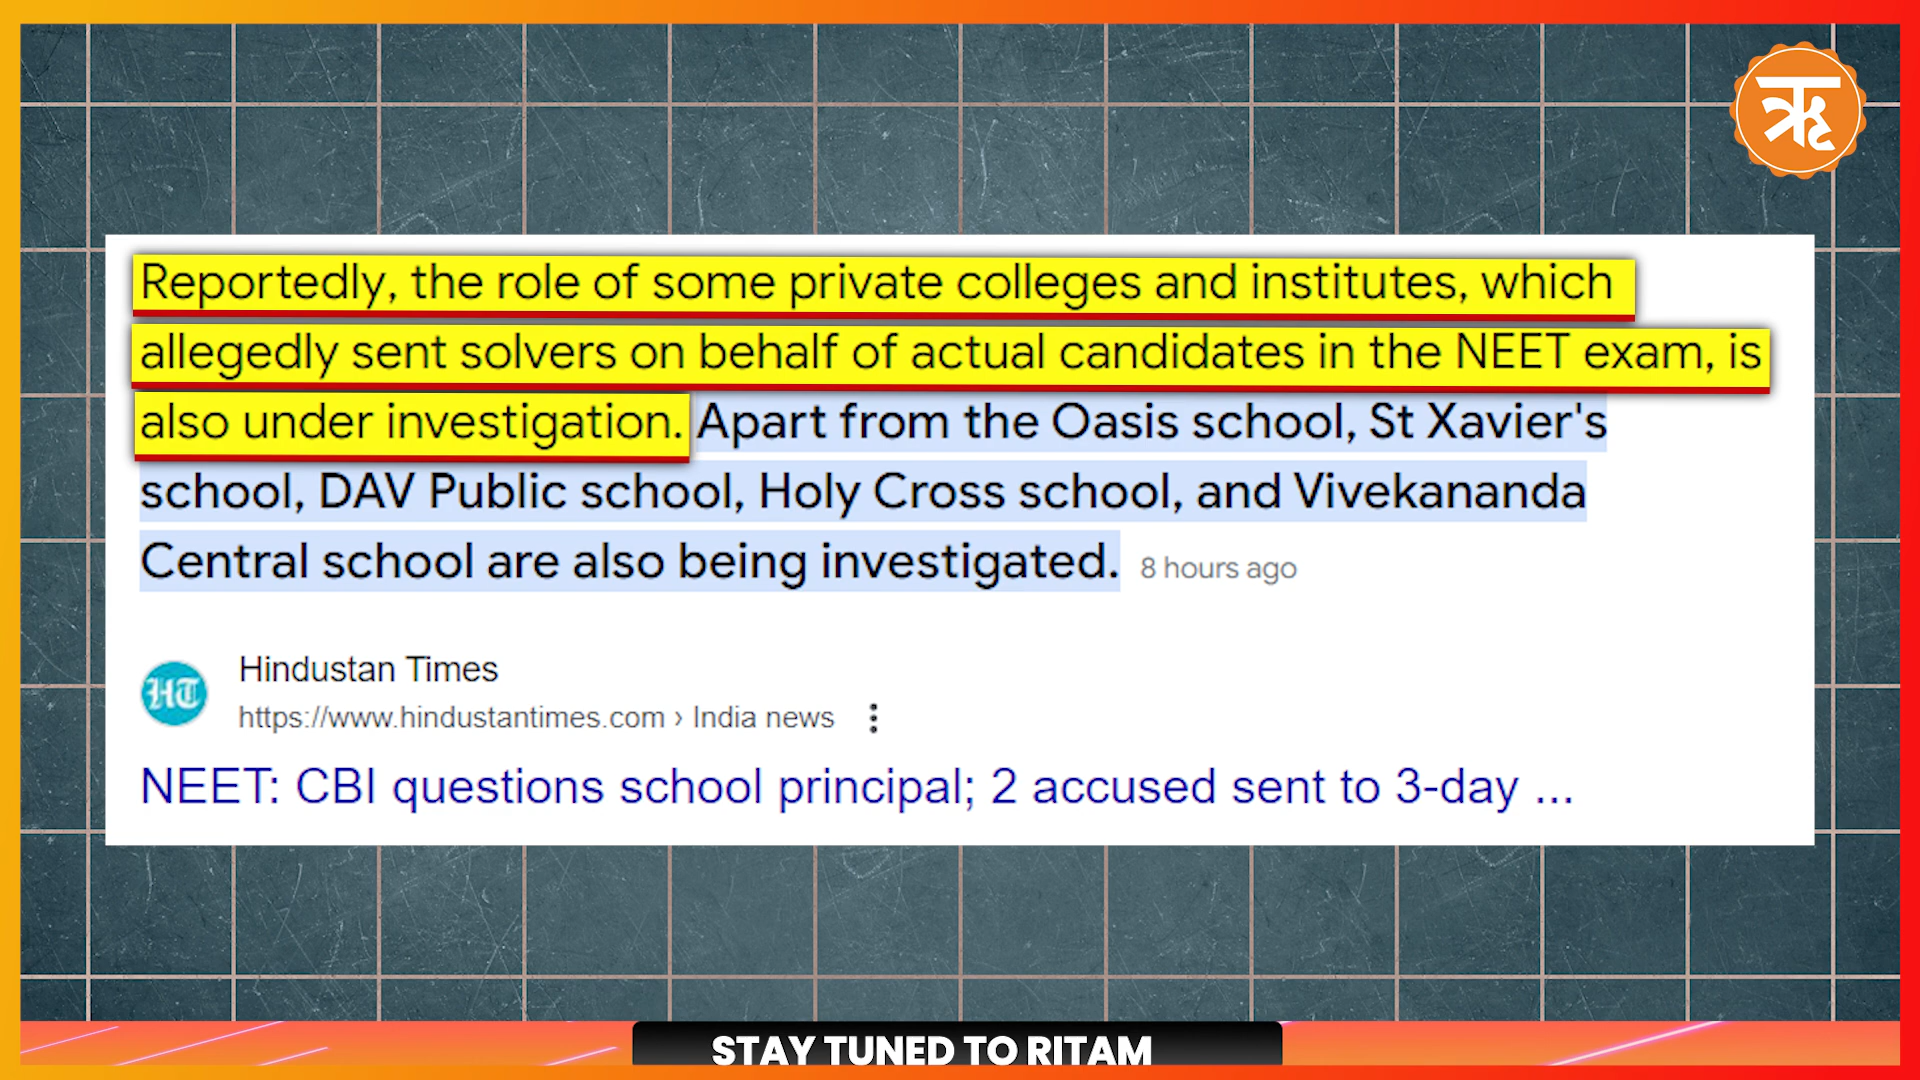 ऋ
Reportedly, the role of some private colleges and institutes, which
allegedly sent solvers on behalf of actual candidates in the NEET exam, is
also under investigation. Apart from the Oasis school, St Xavier's
school, DAV Public school, Holy Cross school, and Vivekananda
Central school are also being investigated. 8 hours ago
HT
Hindustan Times
https://www.hindustantimes.com › India news
NEET: CBI questions school principal; 2 accused sent to 3-day ...
STAY TUNED TO RITAM